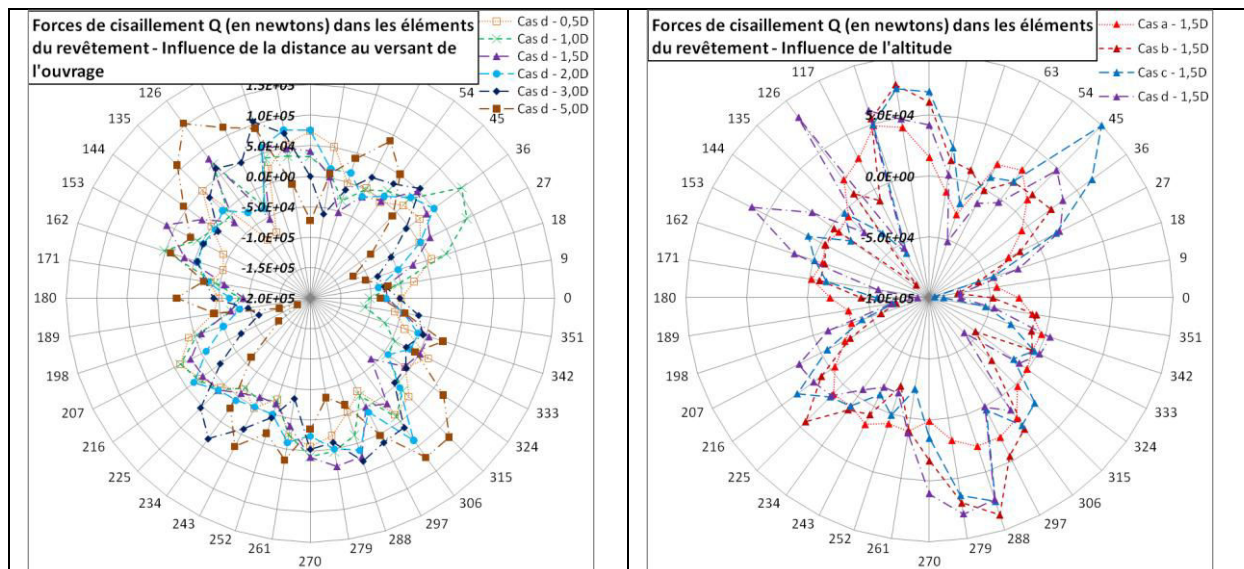 Forces de cisaillement Q (en newtons) dans les éléments
du revêtement - Influence de la distance au versant de
l'ouvrage
Cas d - 0,5D
Cas d - 1,0D
Cas d - 1,5D
Cas d - 2,0D
Cas d - 3,0D
Cas d - 5,0D
1.5E+05
1.0E+05
5.0E+04
0.0E+00
-5.0E+04
-1.0E+05
-1.5E+05
-2.0E+05
54
45
36
27
18
9
0
351
342
333
324
315
306
297
288
279
270
261
252
243
234
225
216
207
198
189
180
171
162
153
144
135
126
Forces de cisaillement Q (en newtons) dans les éléments
du revêtement - Influence de l'altitude
Cas a - 1,5D
Cas b - 1,5D
Cas c - 1,5D
Cas d - 1,5D
5.0E+04
0.0E+00
-5.0E+04
-1.0E+05
63
54
45
36
27
18
9
0
351
342
333
324
315
306
297
288
279
270
261
252
243
234
225
216
207
198
189
180
171
162
153
144
135
126
117